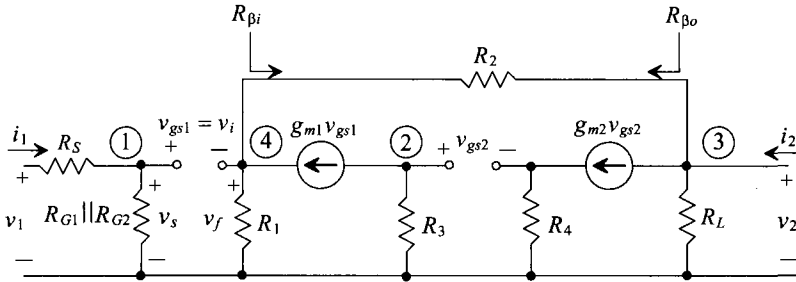 Rβi
Rβo
R2
i1
RS
1
vgs1 = vi
+ −
4
gm1vgs1
2
+ vgs2 −
gm2vgs2
3
i2
+
v1
−
RG1||RG2
+
vs
−
+
vf
−
R1
R3
R4
RL
+
v2
−